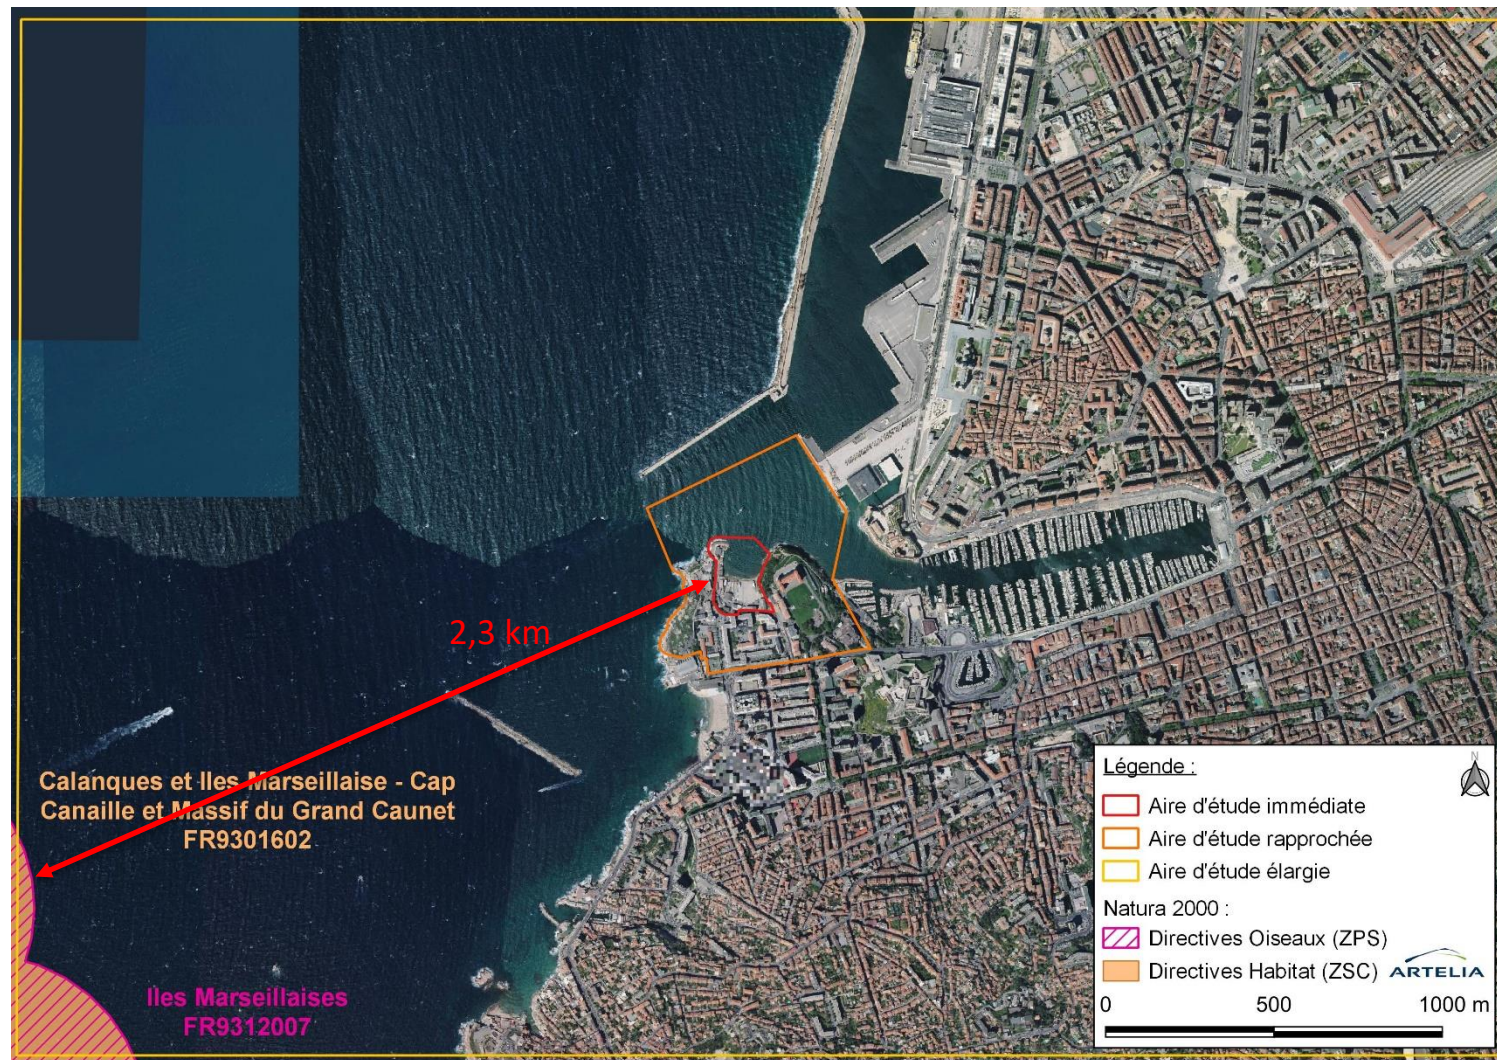 2,3 km
Calanques et Iles Marseillaise - Cap
Canaille et Massif du Grand Caunet
FR9301602
Iles Marseillaises
FR9312007
Légende :
N
Aire d'étude immédiate
Aire d'étude rapprochée
Aire d'étude élargie
Natura 2000 :
Directives Oiseaux (ZPS)
Directives Habitat (ZSC)
ARTELIA
0 500 1000 m